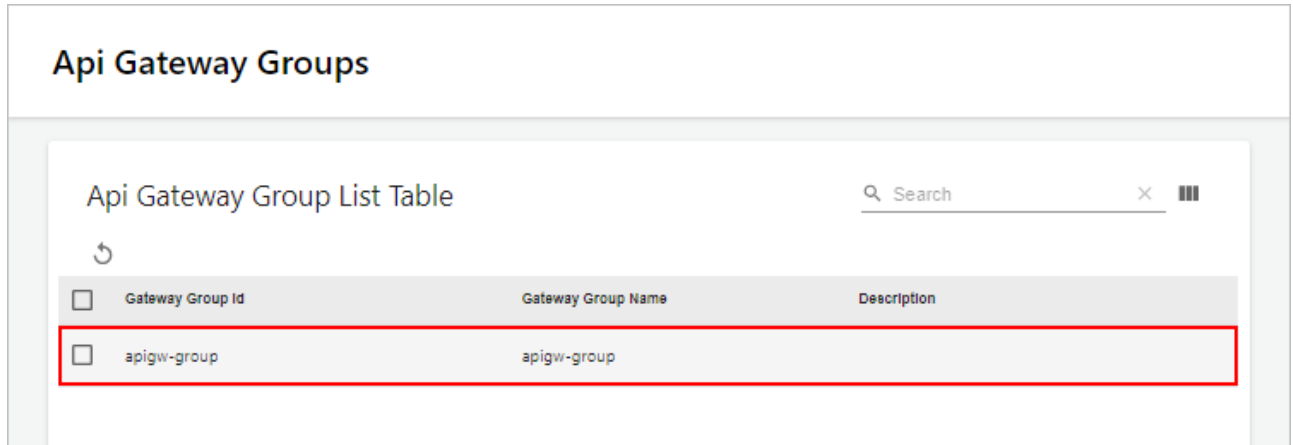 Api Gateway Groups
Api Gateway Group List Table
Search
Gateway Group Id Gateway Group Name Description
apigw-group apigw-group